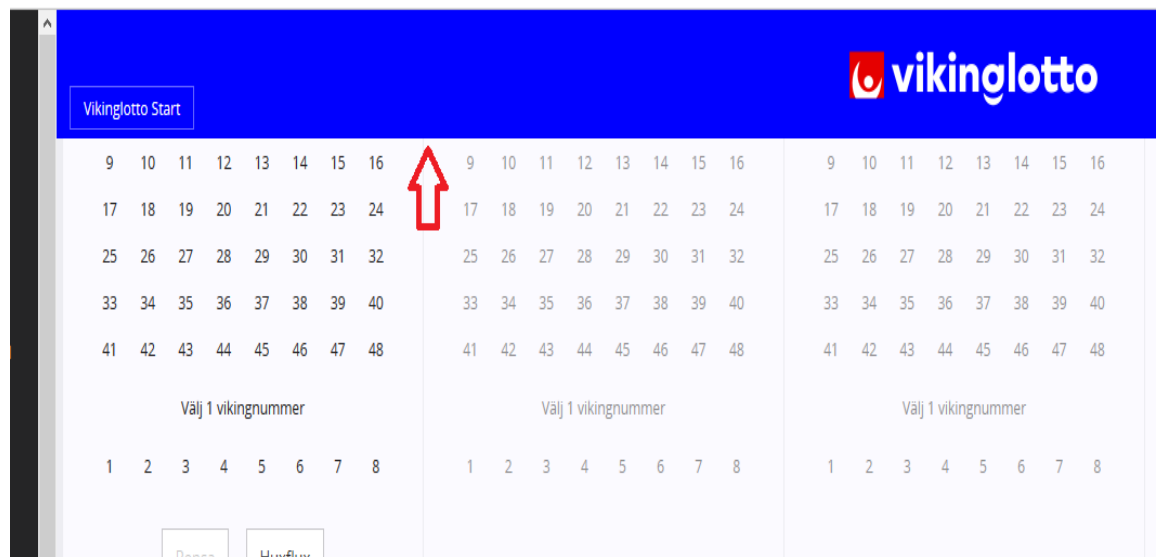 vikinglotto
Vikinglotto Start
9 10 11 12 13 14 15 16 9 10 11 12 13 14 15 16 9 10 11 12 13 14 15 16
17 18 19 20 21 22 23 24 17 18 19 20 21 22 23 24 17 18 19 20 21 22 23 24
25 26 27 28 29 30 31 32 25 26 27 28 29 30 31 32 25 26 27 28 29 30 31 32
33 34 35 36 37 38 39 40 33 34 35 36 37 38 39 40 33 34 35 36 37 38 39 40
41 42 43 44 45 46 47 48 41 42 43 44 45 46 47 48 41 42 43 44 45 46 47 48
Välj 1 vikingnummer Välj 1 vikingnummer Välj 1 vikingnummer
1 2 3 4 5 6 7 8 1 2 3 4 5 6 7 8 1 2 3 4 5 6 7 8
Rensa Huxflux